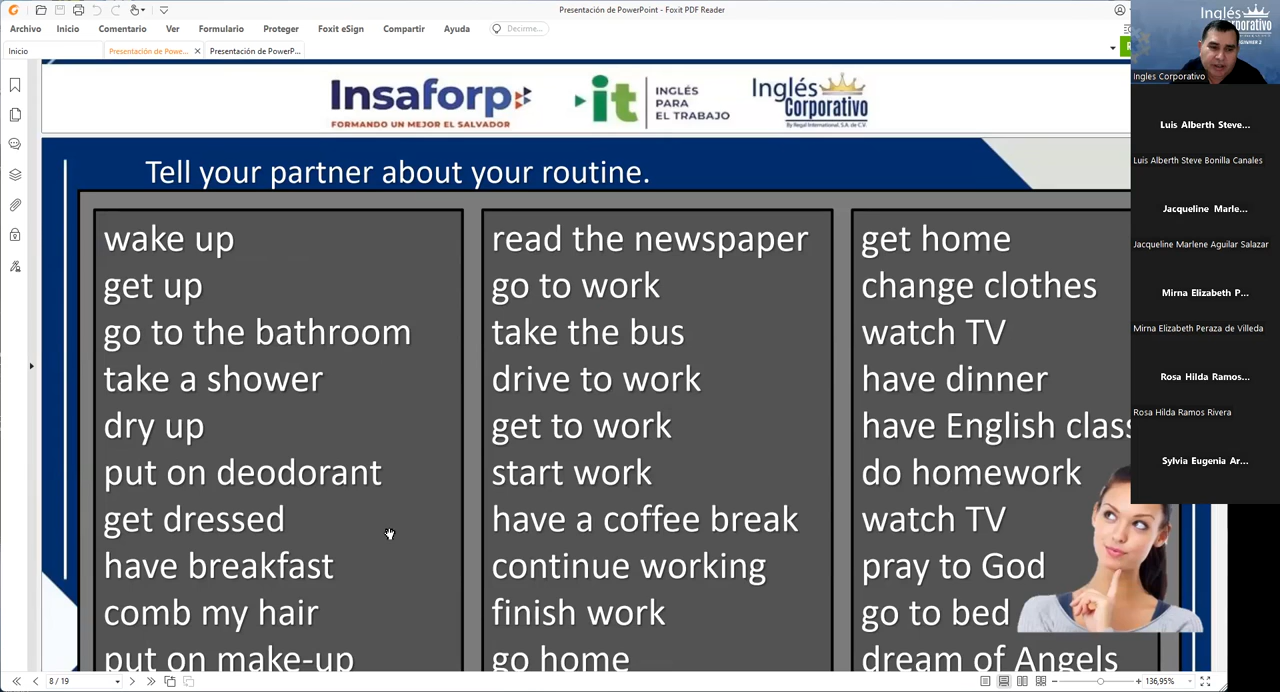 Presentación de PowerPoint - Foxit PDF Reader
Archivo Inicio Comentario Ver Formulario Proteger Foxit eSign Compartir Ayuda Decirme...
Inicio Presentación de Powe... Presentación de PowerP...
Insaforp
FORMANDO UN MEJOR EL SALVADOR
it
INGLÉS
PARA
EL TRABAJO
Inglés
Corporativo
By Regal International, S.A. de C.V.
Tell your partner about your routine.
wake up
get up
go to the bathroom
take a shower
dry up
put on deodorant
get dressed
have breakfast
comb my hair
put on make-up
read the newspaper
go to work
take the bus
drive to work
get to work
start work
have a coffee break
continue working
finish work
go home
get home
change clothes
watch TV
have dinner
have English class
do homework
watch TV
pray to God
go to bed
dream of Angels
Inglés
Corporativo
Ingles Corporativo
Luis Alberth Steve...
Luis Alberth Steve Bonilla Canales
Jacqueline Marle...
Jacqueline Marlene Aguilar Salazar
Mirna Elizabeth P...
Mirna Elizabeth Peraza de Villeda
Rosa Hilda Ramos...
Rosa Hilda Ramos Rivera
Sylvia Eugenia Ar...
8 / 19
136,95%